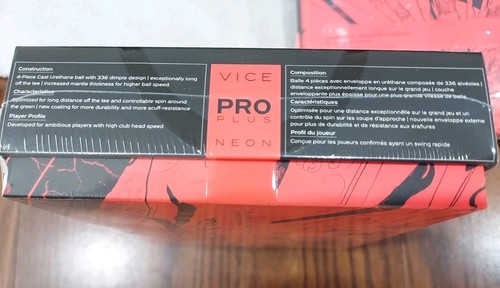 Construction
4-Piece Cast Urethane ball with 336 dimple design | exceptionally long
off the tee | increased mantle thickness for higher ball speed
Characteristics
Optimized for long distance off the tee and controllable spin around
the green | new coating for more durability and more scuff-resistance
Player Profile
Developed for ambitious players with high club head speed
VICE
PRO
PLUS
NEON
Composition
Balle 4 pièces avec enveloppe en uréthane composée de 336 alvéoles |
distance exceptionnellement longue sur le grand jeu | couche
enveloppante plus épaisse pour une plus grande vitesse de balle
Caractéristiques
Optimisée pour une distance exceptionnelle sur le grand jeu et un
contrôle du spin sur les coups d'approche | nouvelle enveloppe externe
pour plus de durabilité et de résistance aux éraflures
Profil du joueur
Conçue pour les joueurs confirmés ayant un swing rapide